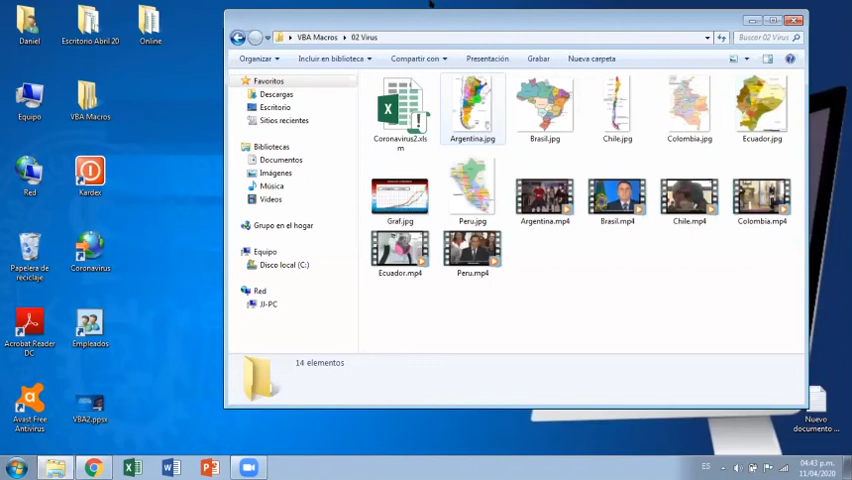 Daniel
Escritorio Abril 20
Online
Equipo
VBA Macros
Red
Kardex
Papelera de
reciclaje
Coronavirus
Acrobat Reader
DC
Empleados
Avast Free
Antivirus
VBA2.ppsx
Nuevo
documento ...
VBA Macros
02 Virus
Buscar 02 Virus
Organizar
Incluir en biblioteca
Compartir con
Presentación
Grabar
Nueva carpeta
Favoritos
Descargas
Escritorio
Sitios recientes
Bibliotecas
Documentos
Imágenes
Música
Vídeos
Grupo en el hogar
Equipo
Disco local (C:)
Red
JJ-PC
Coronavirus2.xls
m
Argentina.jpg
Brasil.jpg
Chile.jpg
Colombia.jpg
Ecuador.jpg
Graf.jpg
Peru.jpg
Argentina.mp4
Brasil.mp4
Chile.mp4
Colombia.mp4
Ecuador.mp4
Peru.mp4
14 elementos
ES
04:43 p.m.
11/04/2020